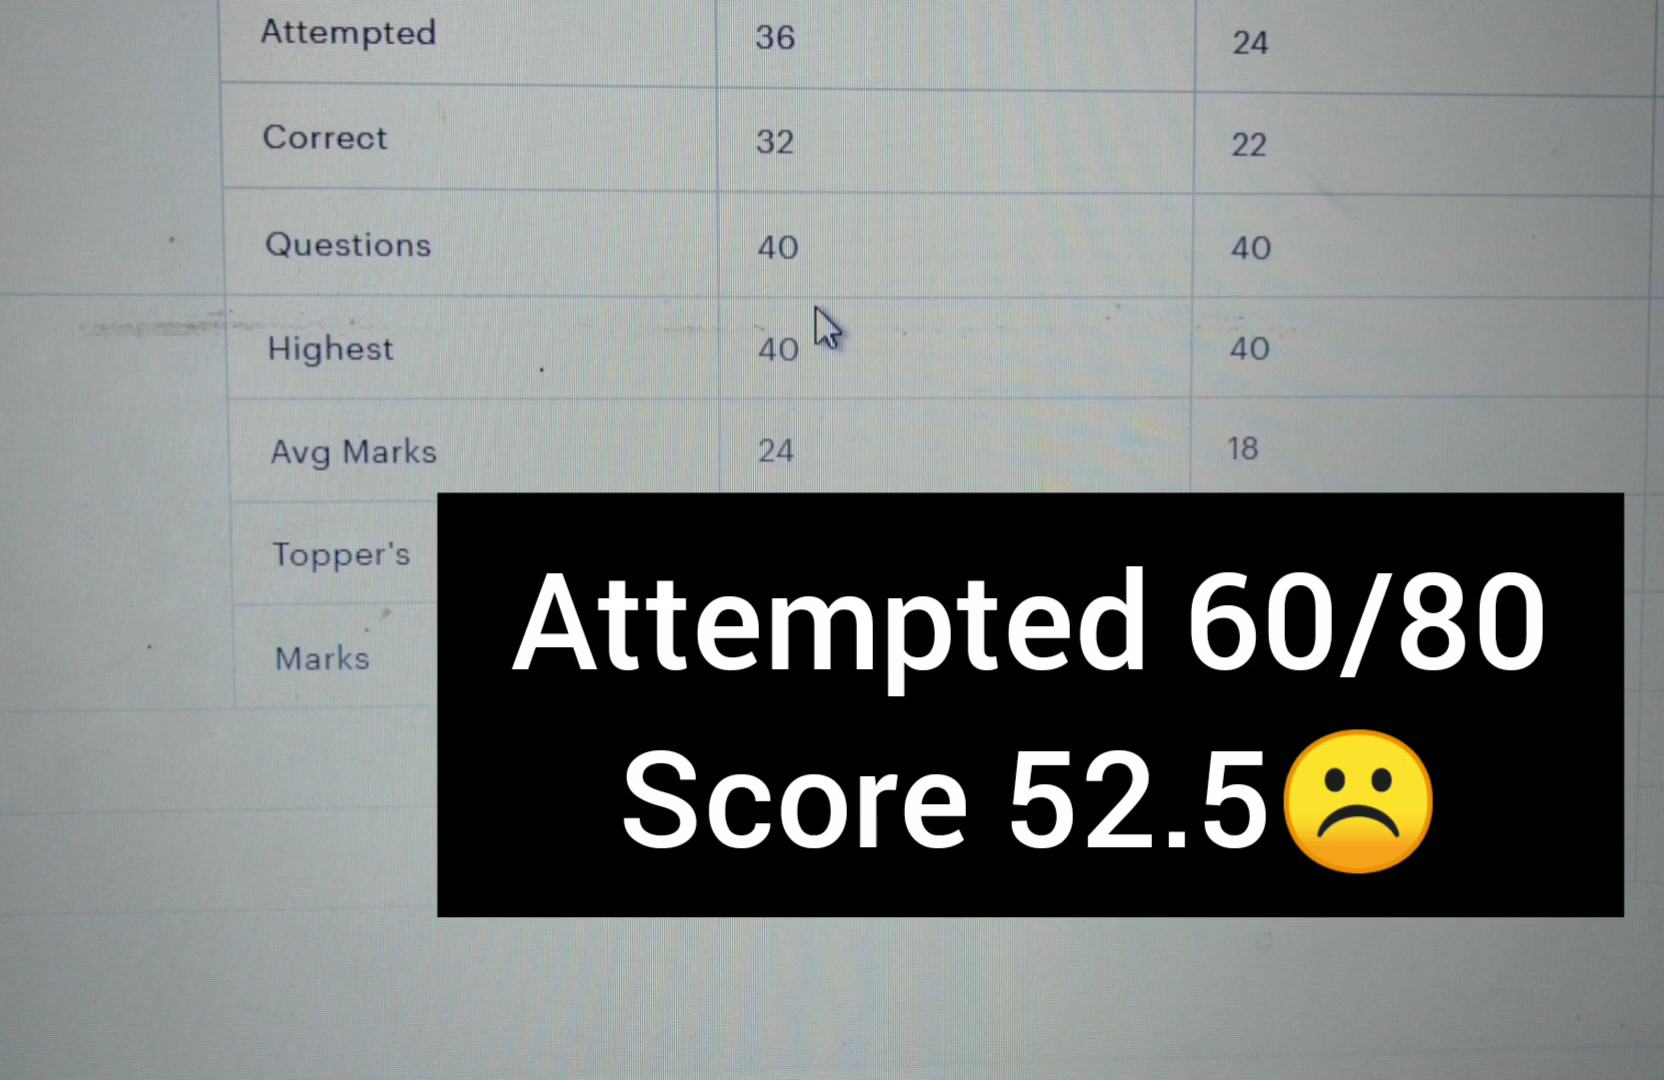 Attempted 36 24
Correct 32 22
Questions 40 40
Highest 40 40
Avg Marks 24 18
Topper's
Marks
Attempted 60/80
Score 52.5☹️